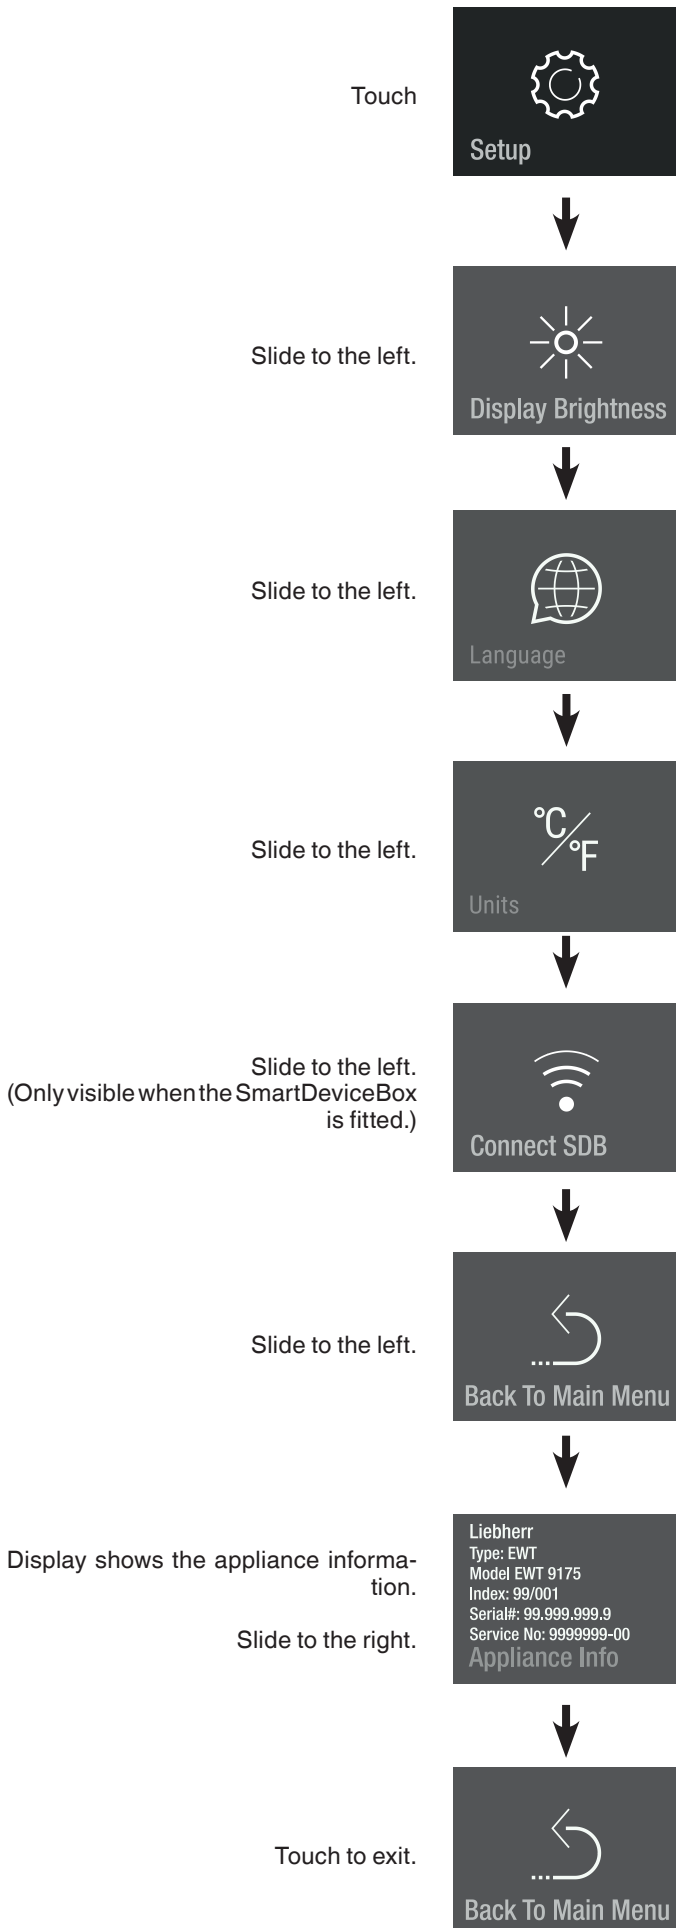 Touch
Setup
Slide to the left.
Display Brightness
Slide to the left.
Language
Slide to the left.
°C/°F
Units
Slide to the left.
(Only visible when the SmartDeviceBox
is fitted.)
Connect SDB
Slide to the left.
Back To Main Menu
Display shows the appliance informa-
tion.
Slide to the right.
Liebherr
Type: EWT
Model EWT 9175
Index: 99/001
Serial#: 99.999.999.9
Service No: 9999999-00
Appliance Info
Touch to exit.
Back To Main Menu